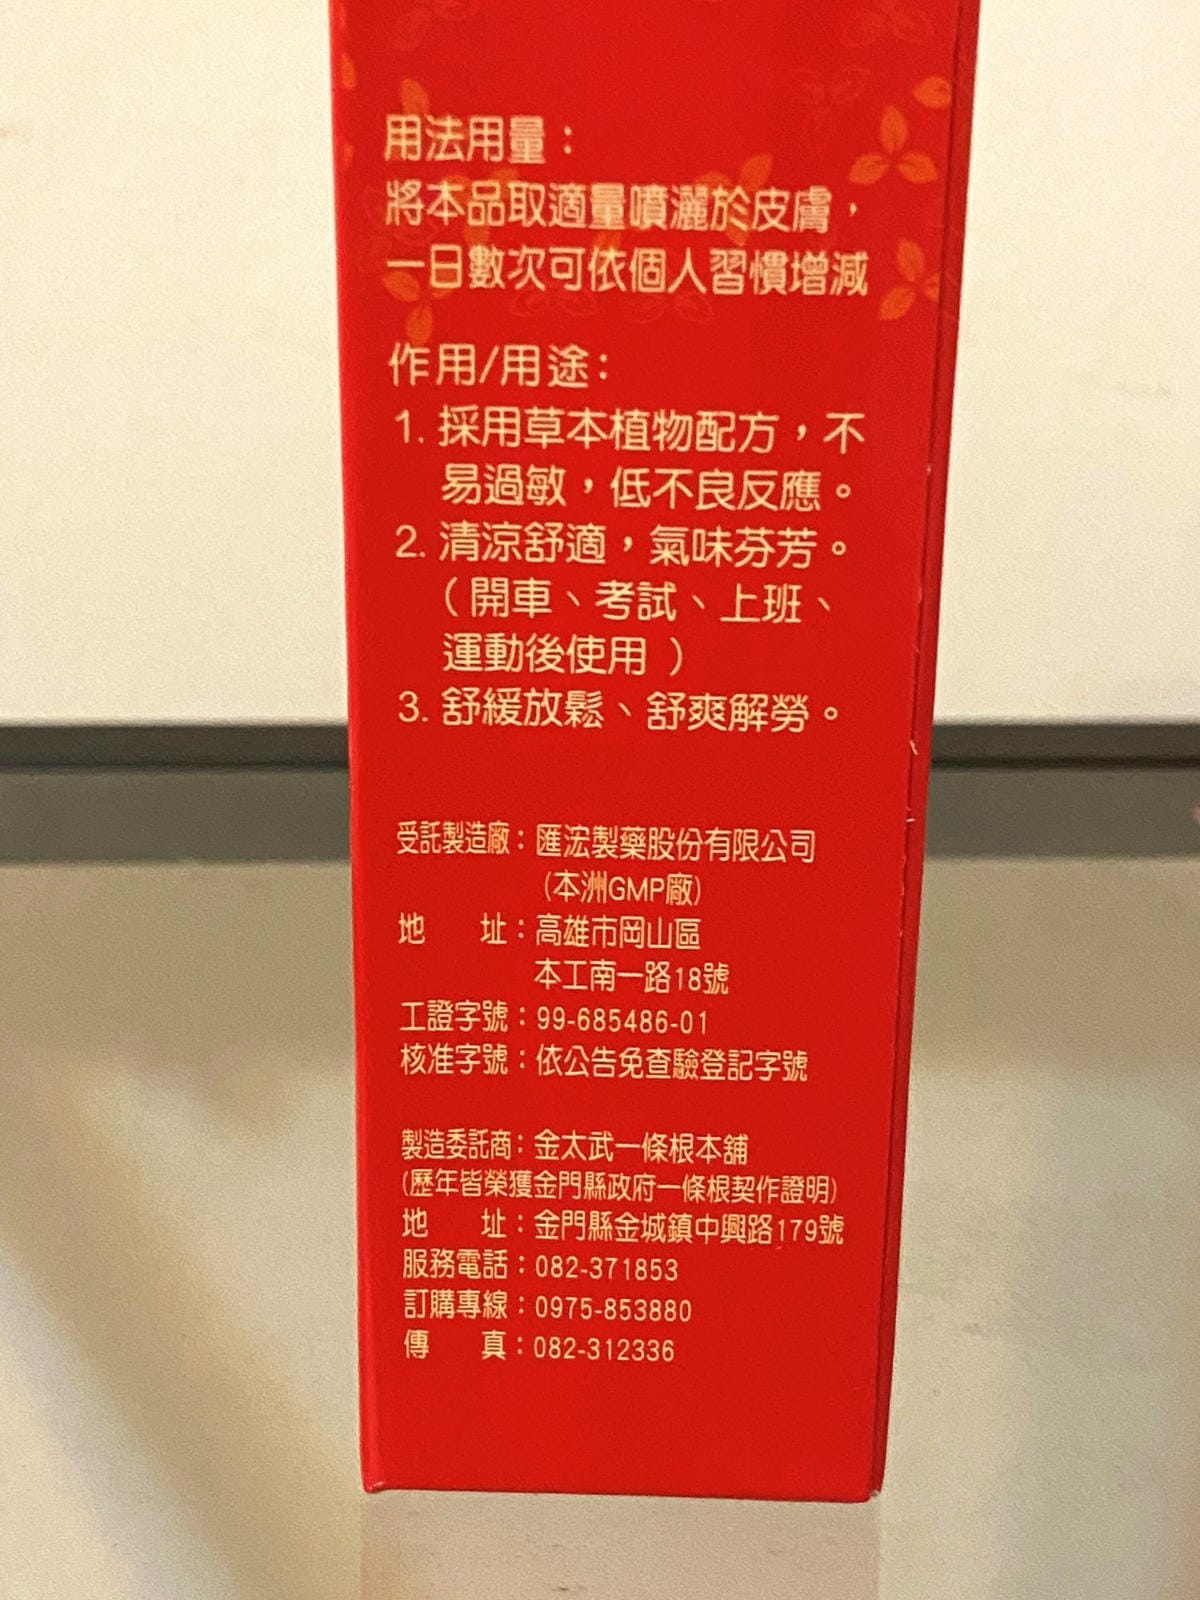 用法用量：
將本品取適量噴灑於皮膚，
一日數次可依個人習慣增減
作用/用途：
1. 採用草本植物配方，不
易過敏，低不良反應。
2. 清涼舒適，氣味芬芳。
（開車、考試、上班、
運動後使用）
3. 舒緩放鬆、舒爽解勞。
受託製造廠：匯浤製藥股份有限公司
(本洲GMP廠)
地　　址：高雄市岡山區
本工南一路18號
工證字號：99-685486-01
核准字號：依公告免查驗登記字號
製造委託商：金太武一條根本舖
(歷年皆榮獲金門縣政府一條根契作證明)
地　　址：金門縣金城鎮中興路179號
服務電話：082-371853
訂購專線：0975-853880
傳　　真：082-312336